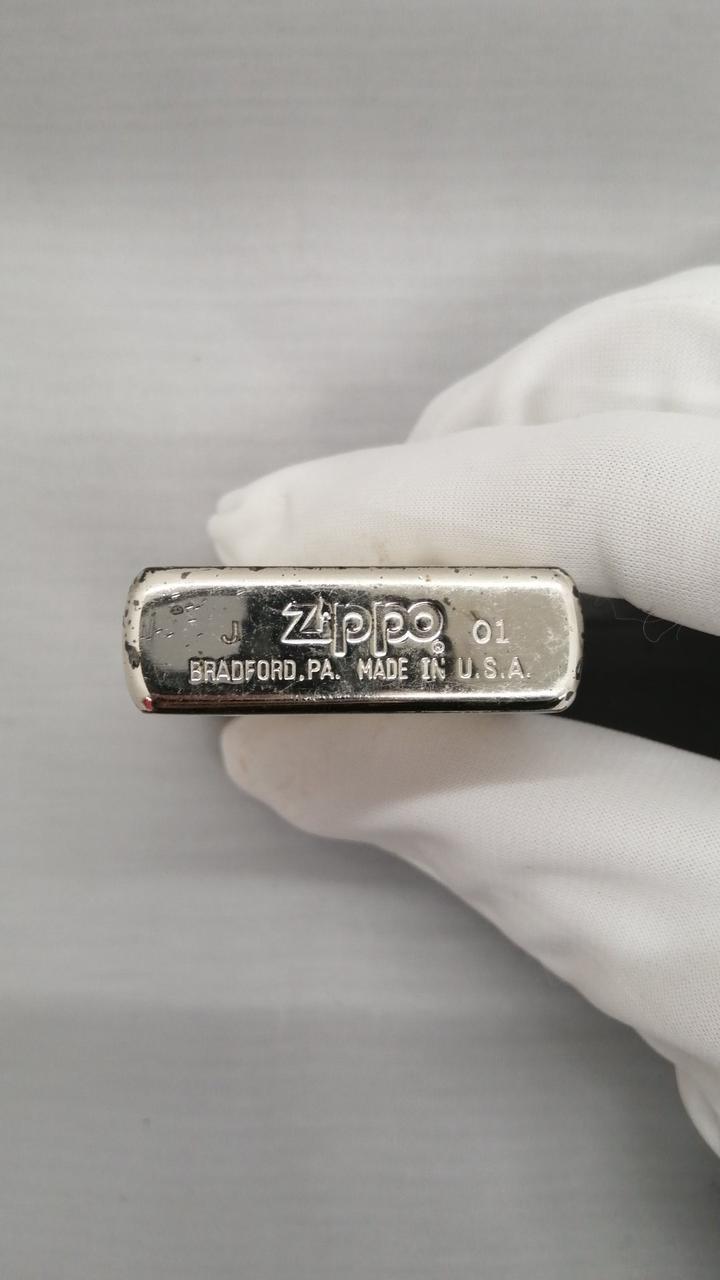 J Zippo® 01
BRADFORD, PA. MADE IN U.S.A.